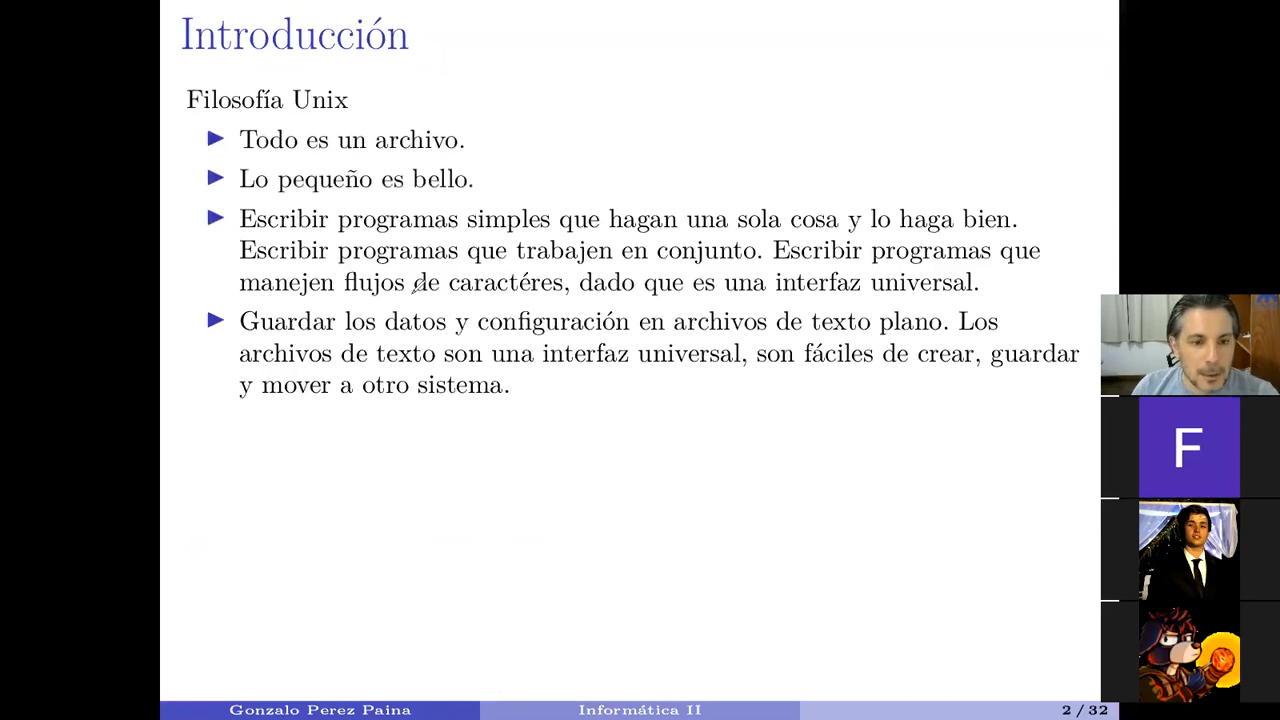 Introducción
Filosofía Unix
Todo es un archivo.
Lo pequeño es bello.
Escribir programas simples que hagan una sola cosa y lo haga bien.
Escribir programas que trabajen en conjunto. Escribir programas que
manejen flujos de caractéres, dado que es una interfaz universal.
Guardar los datos y configuración en archivos de texto plano. Los
archivos de texto son una interfaz universal, son fáciles de crear, guardar
y mover a otro sistema.
F
Gonzalo Perez Paina
Informática II
2 / 32